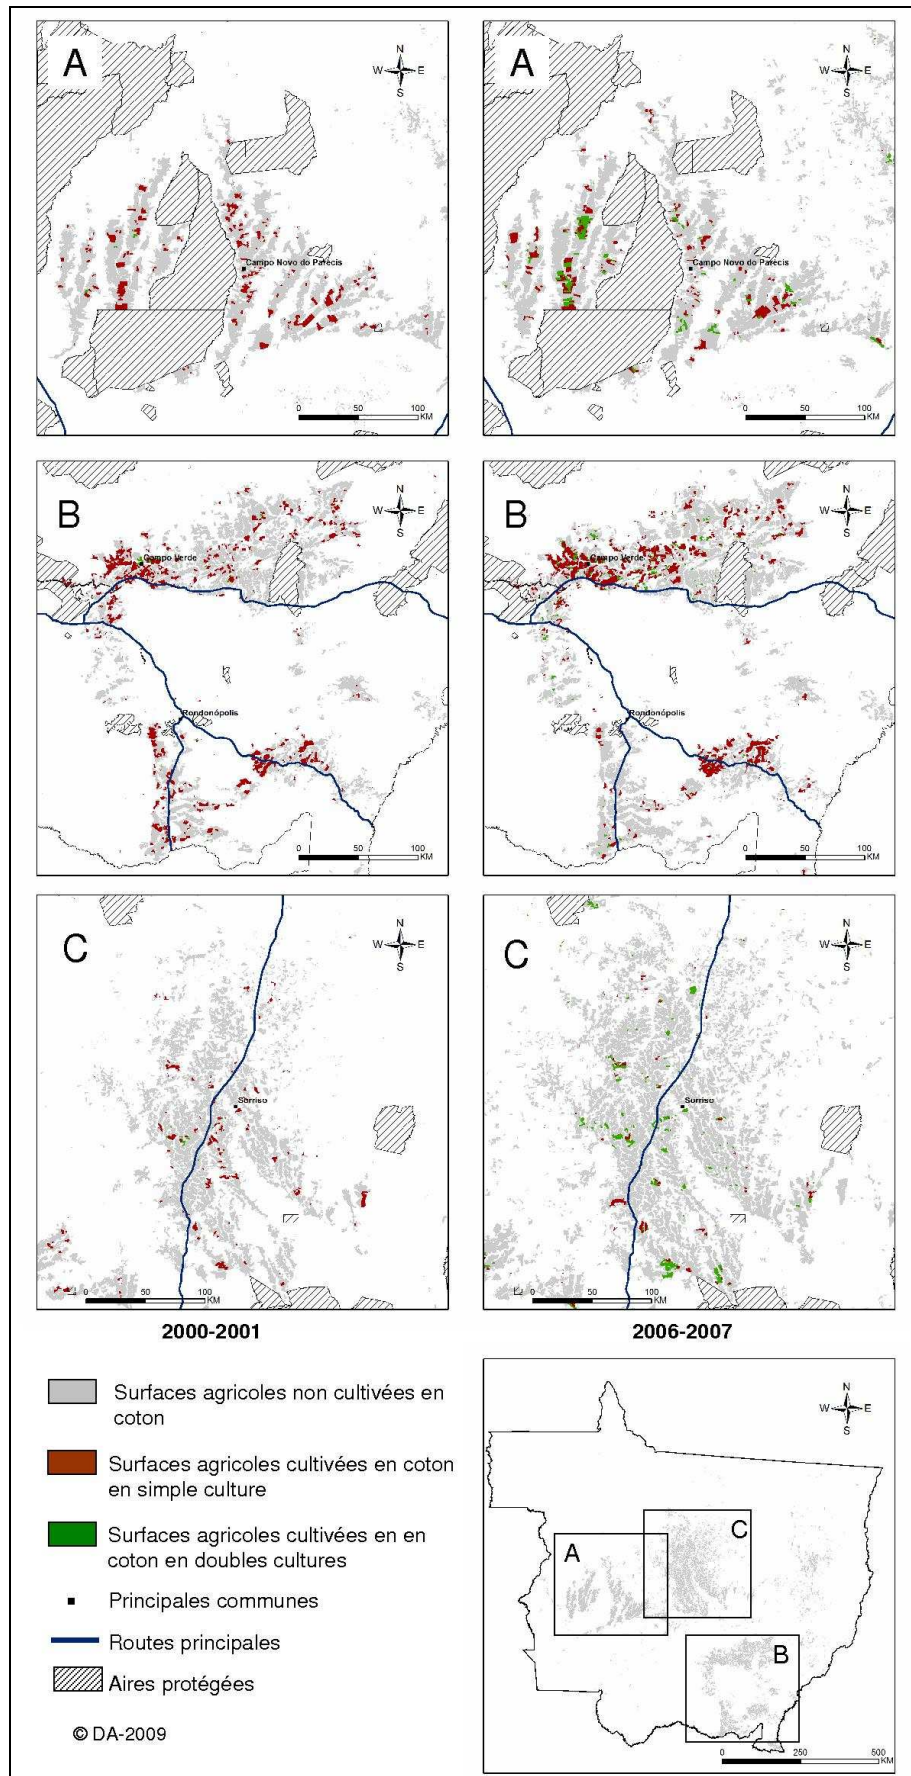 A
N
W E
S
Campo Novo do Parecis
0 50 100
KM
A
N
W E
S
Campo Novo do Parecis
0 50 100
KM
B
N
W E
S
Campo Verde
Rondonópolis
0 50 100
KM
B
N
W E
S
Campo Verde
Rondonópolis
0 50 100
KM
C
N
W E
S
Sorriso
0 50 100
KM
C
N
W E
S
Sorriso
0 50 100
KM
2000-2001
2006-2007
Surfaces agricoles non cultivées en
coton
Surfaces agricoles cultivées en coton
en simple culture
Surfaces agricoles cultivées en en
coton en doubles cultures
Principales communes
Routes principales
Aires protégées
© DA-2009
N
W E
S
A
C
B
0 250 500
KM